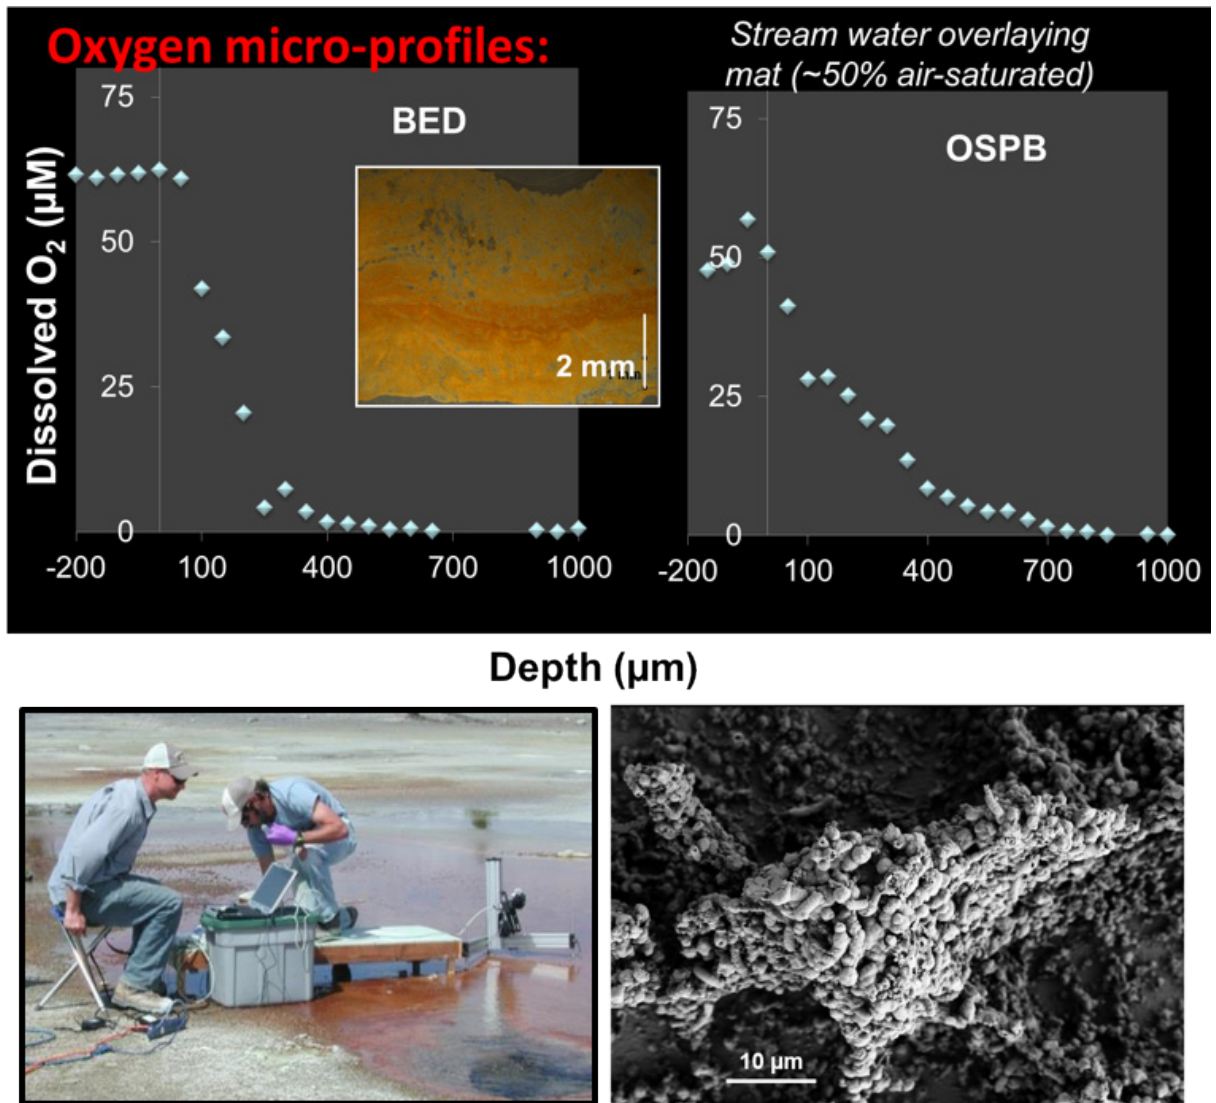 Oxygen micro-profiles:
Stream water overlaying
mat (~50% air-saturated)
Dissolved O₂ (µM)
75
50
25
0
BED
2 mm
-200
100
400
700
1000
75
50
25
0
OSPB
-200
100
400
700
1000
Depth (µm)
10 µm